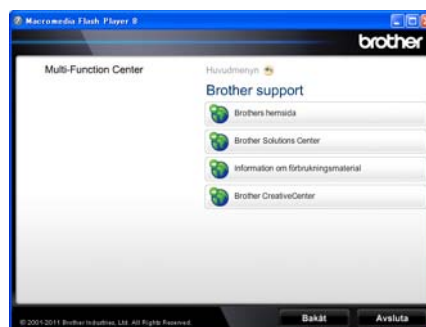 Macromedia Flash Player 8
brother
Multi-Function Center
Huvudmenyn
Brother support
Brothers hemsida
Brother Solutions Center
Information om förbrukningsmaterial
Brother CreativeCenter
© 2001-2011 Brother Industries, Ltd. All Rights Reserved.
Bakåt
Avsluta